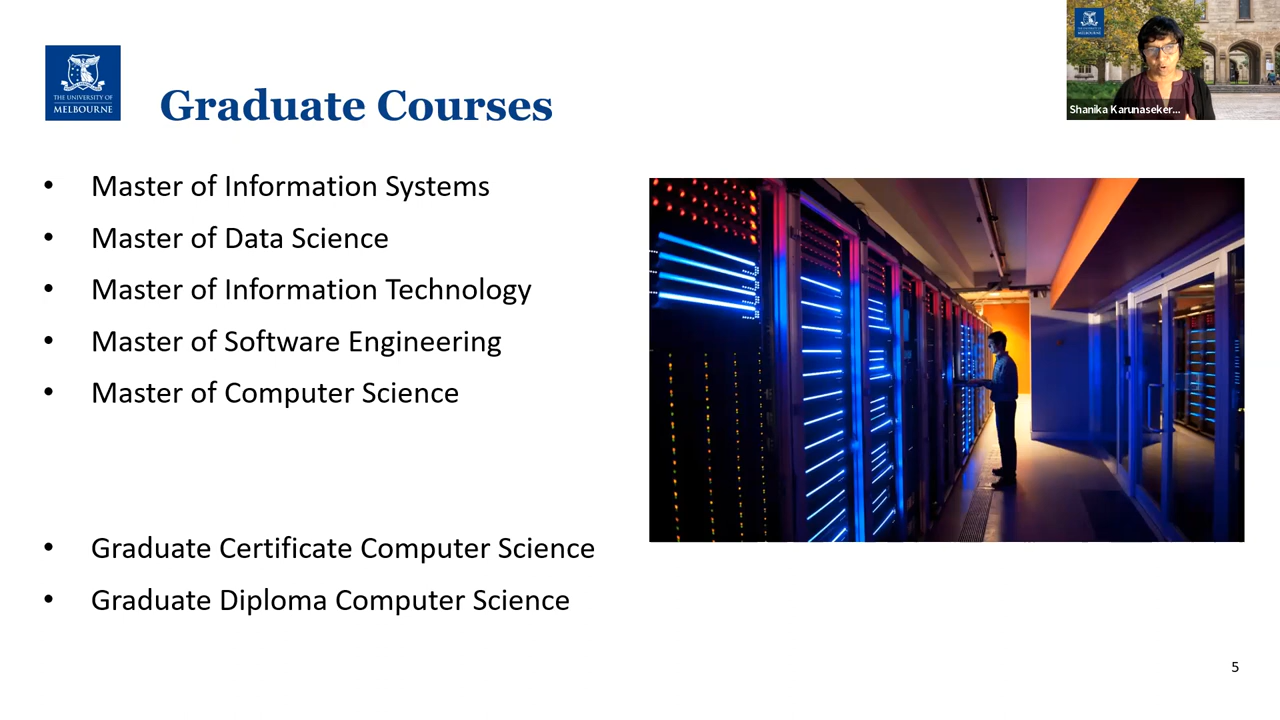 THE UNIVERSITY OF
MELBOURNE
Graduate Courses
Shanika Karunaseker...
• Master of Information Systems
• Master of Data Science
• Master of Information Technology
• Master of Software Engineering
• Master of Computer Science
• Graduate Certificate Computer Science
• Graduate Diploma Computer Science
5